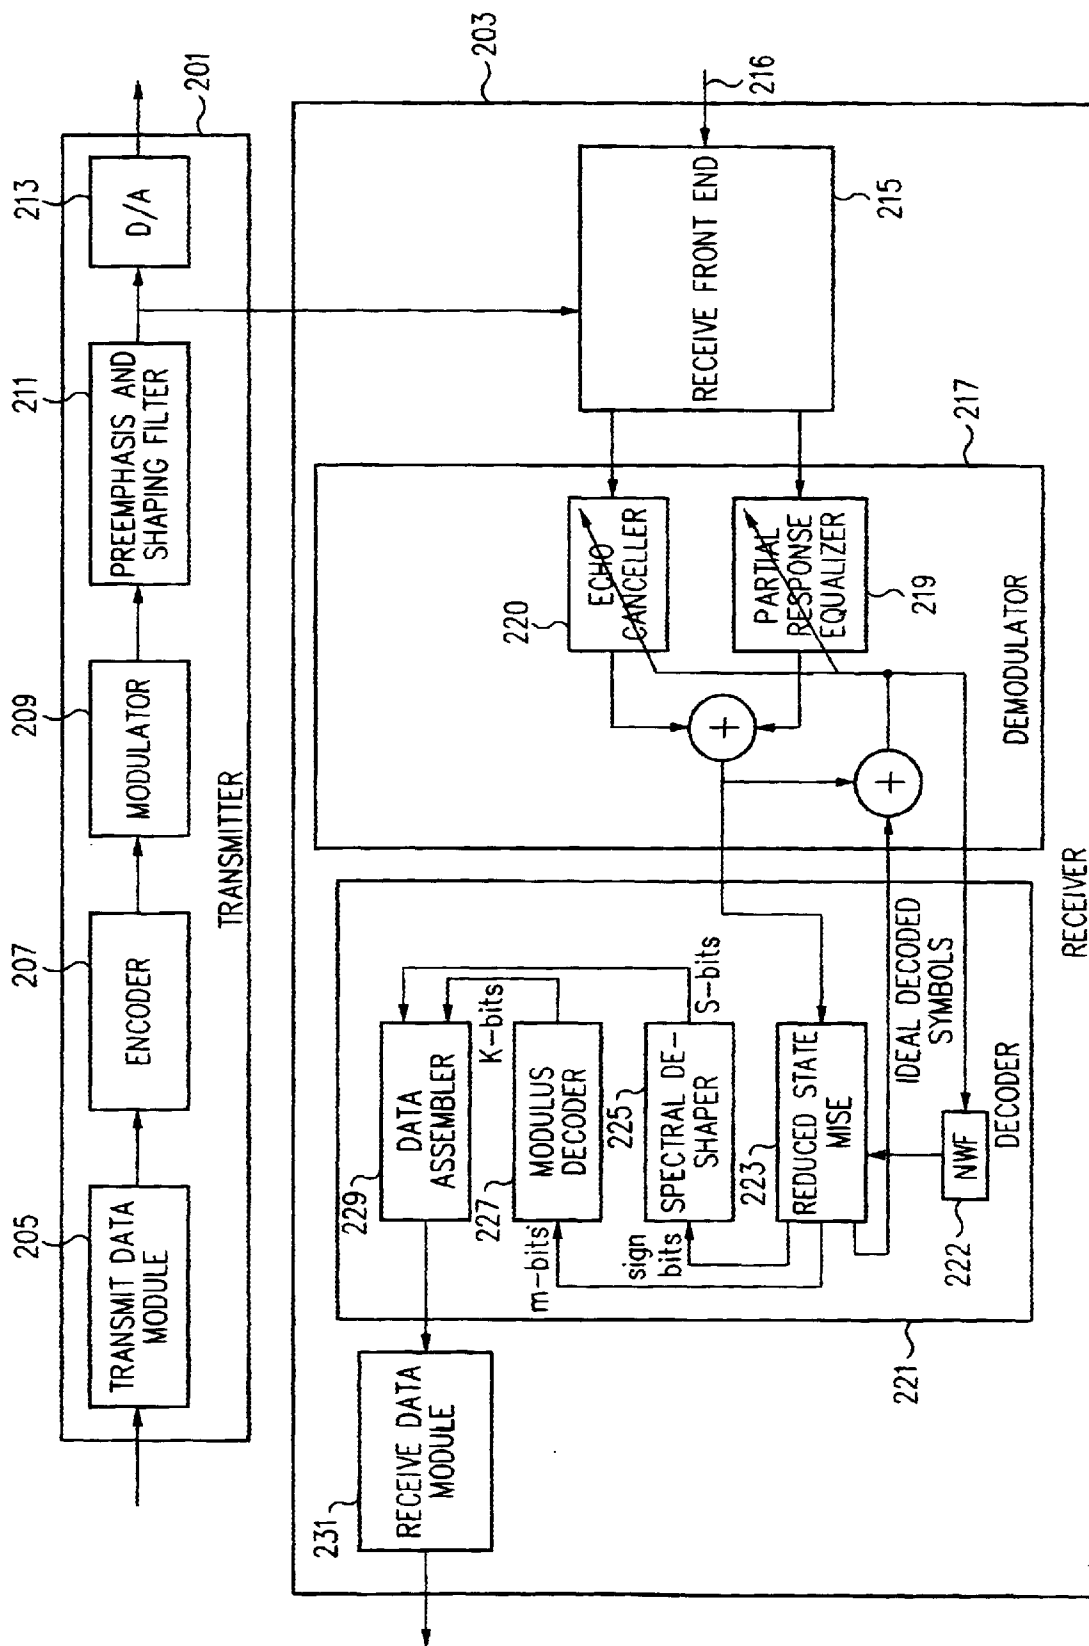 205
TRANSMIT DATA
MODULE
207
ENCODER
209
MODULATOR
211
PREEMPHASIS AND
SHAPING FILTER
213
D/A
201
TRANSMITTER
203
216
RECEIVE FRONT END
215
217
220
ECHO
CANCELLER
PARTIAL
RESPONSE
EQUALIZER
219
+
+
DEMODULATOR
229
DATA
ASSEMBLER
K-bits
227
MODULUS
DECODER
m-bits
S-bits
225
SPECTRAL DE-
SHAPER
sign
bits
223
REDUCED STATE
MISE
IDEAL DECODED
SYMBOLS
NWF
222
DECODER
221
231
RECEIVE DATA
MODULE
RECEIVER